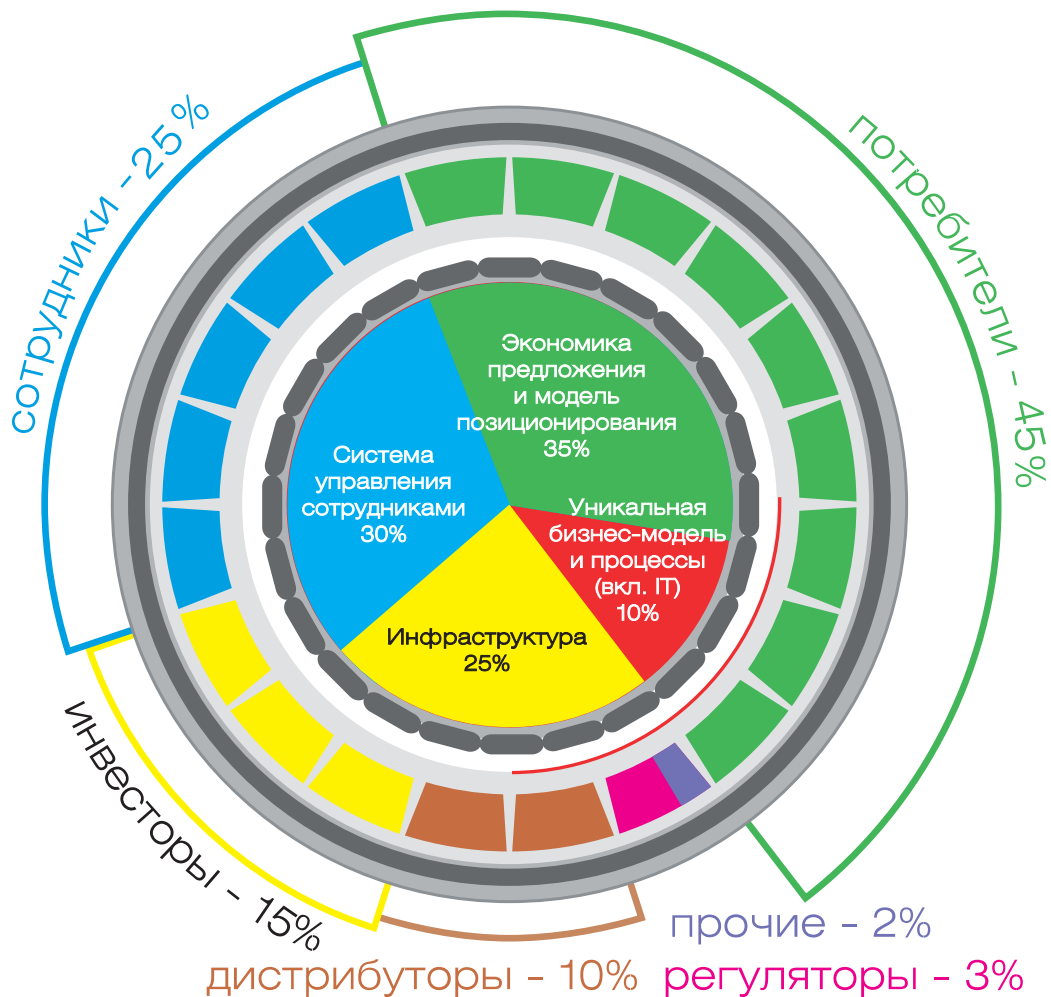 сотрудники - 25%
потребители - 45%
Экономика
предложения
и модель
позиционирования
35%
Система
управления
сотрудниками
30%
Уникальная
бизнес-модель
и процессы
(вкл. IT)
10%
Инфраструктура
25%
инвесторы - 15%
прочие - 2%
дистрибуторы - 10%
регуляторы - 3%